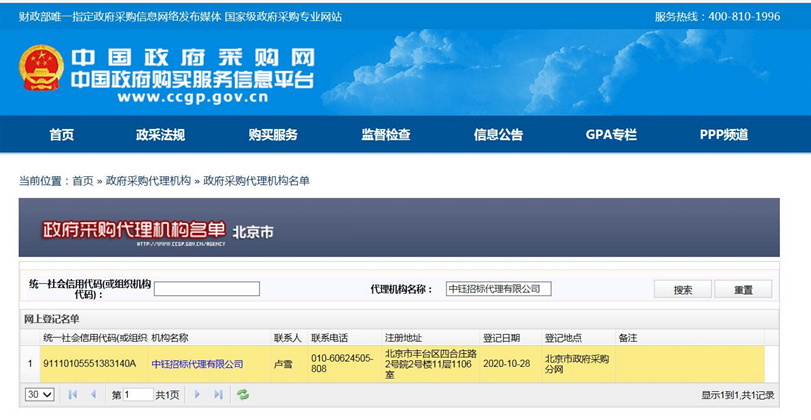 财政部唯一指定政府采购信息网络发布媒体 国家级政府采购专业网站
服务热线：400-810-1996
中国政府采购网
中国政府购买服务信息平台
www.ccgp.gov.cn
首页 政采法规 购买服务 监督检查 信息公告 GPA专栏 PPP频道
当前位置：首页 » 政府采购代理机构 » 政府采购代理机构名单
政府采购代理机构名单 北京市
HTTP://WWW.CCGP.GOV.CN/AGENCY
统一社会信用代码(或组织机构
代码)：
代理机构名称： 中钰招标代理有限公司 搜索 重置
网上登记名单
统一社会信用代码(或组织 机构名称 联系人 联系电话 注册地址 登记日期 登记地点 备注
1 91110105551383140A 中钰招标代理有限公司 卢雪 010-60624505-
808 北京市丰台区四合庄路
2号院2号楼11层1106
室 2020-10-28 北京市政府采购
分网
30 第 1 共1页 显示1到1,共1记录